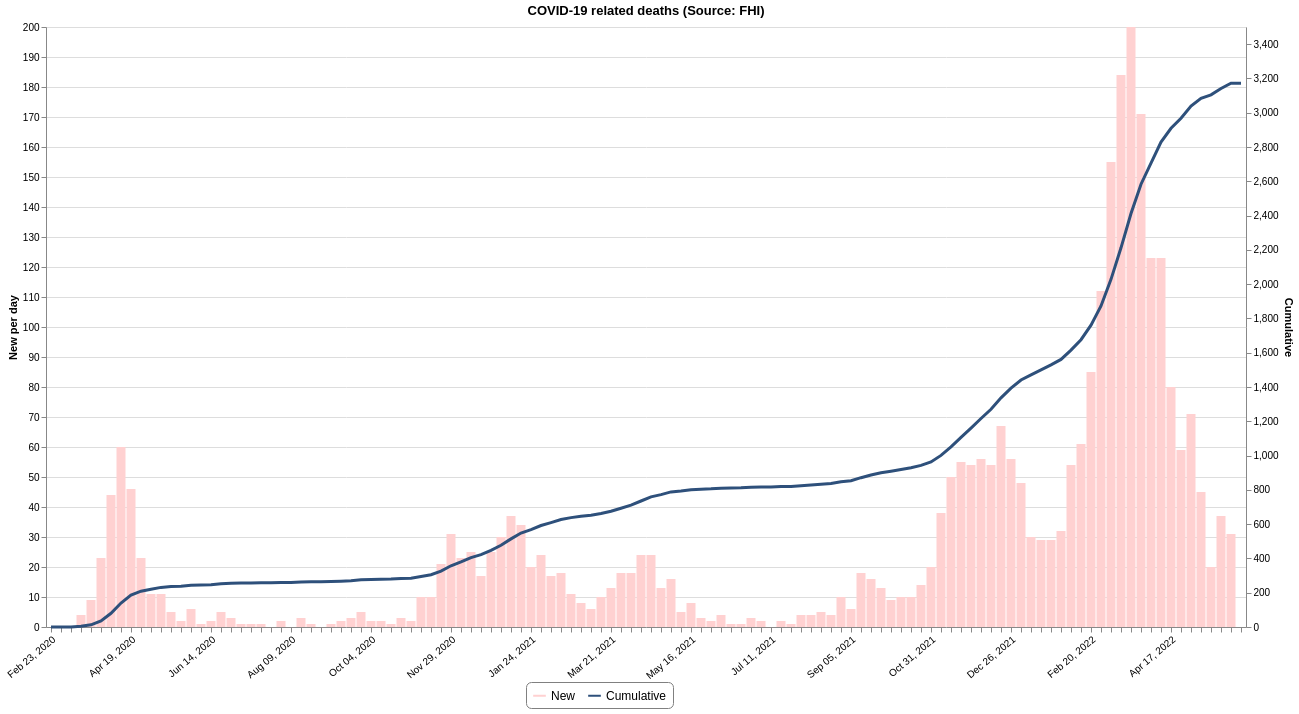 COVID-19 related deaths (Source: FHI)
200
190
180
170
160
150
140
130
120
110
100
90
80
70
60
50
40
30
20
10
0
New per day
3,400
3,200
3,000
2,800
2,600
2,400
2,200
2,000
1,800
1,600
1,400
1,200
1,000
800
600
400
200
0
Cumulative
Feb 23, 2020
Apr 19, 2020
Jun 14, 2020
Aug 09, 2020
Oct 04, 2020
Nov 29, 2020
Jan 24, 2021
Mar 21, 2021
May 16, 2021
Jul 11, 2021
Sep 05, 2021
Oct 31, 2021
Dec 26, 2021
Feb 20, 2022
Apr 17, 2022
New Cumulative